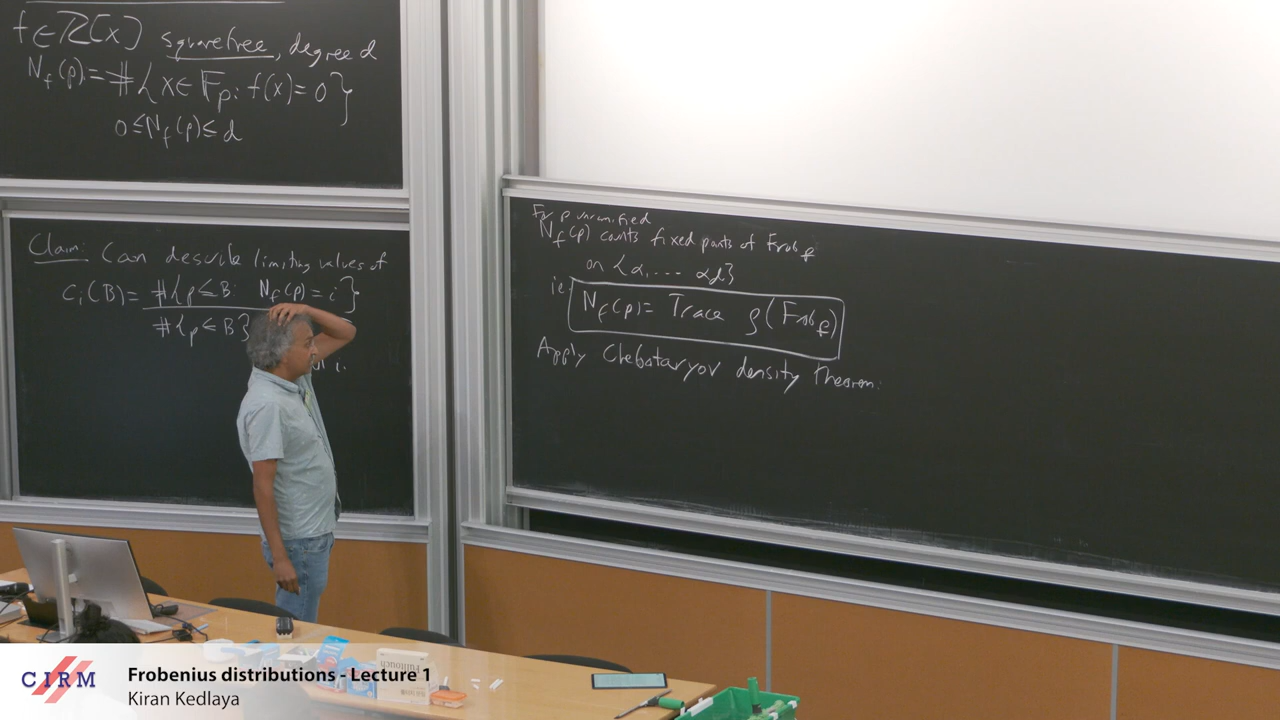 f∈Z[x] squarefree, degree d
N_f(p) = #{x∈F_p: f(x)=0}
0≤N_f(p)≤d
Claim: Can describe limiting values of
c_i(B) = #{p≤B: N_f(p)=i}
#{p≤B}
i.
For p unramified
N_f(p) counts fixed points of Frob_p
on {α_1, ... α_d}
ie. N_f(p) = Trace ρ(Frob_p)
Apply Chebotaryov density theorem:
CIRM
Frobenius distributions - Lecture 1
Kiran Kedlaya